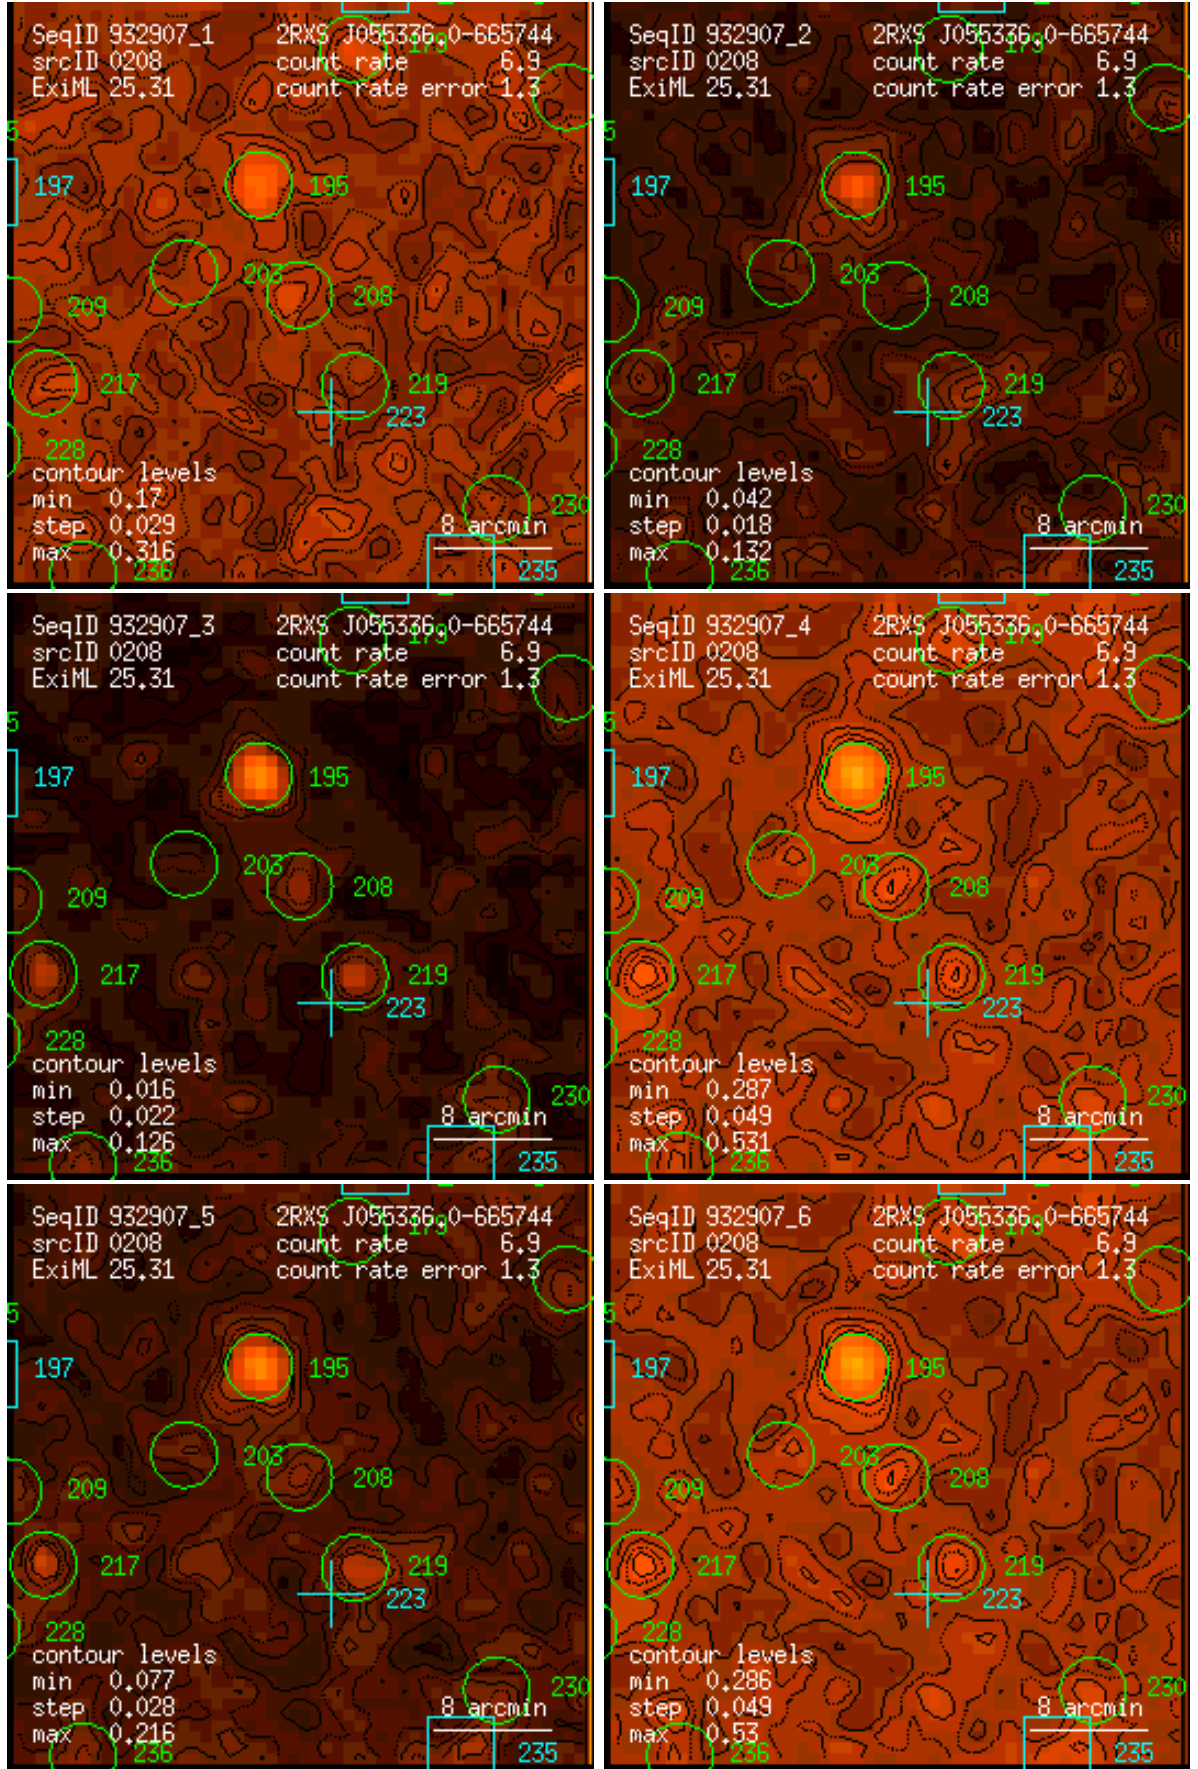 SeqID 932907_1 2RXS J055336.0-665744
srcID 0208 count rate 6.9
ExiML 25.31 count rate error 1.3
179
5
197
195
203
208
209
217
219
223
228
contour levels
min 0.17
step 0.029
max 0.316
230
8 arcmin
236
235
SeqID 932907_2 2RXS J055336.0-665744
srcID 0208 count rate 6.9
ExiML 25.31 count rate error 1.3
179
5
197
195
203
208
209
217
219
223
228
contour levels
min 0.042
step 0.018
max 0.132
230
8 arcmin
236
235
SeqID 932907_3 2RXS J055336.0-665744
srcID 0208 count rate 6.9
ExiML 25.31 count rate error 1.3
179
5
197
195
203
208
209
217
219
223
228
contour levels
min 0.016
step 0.022
max 0.126
230
8 arcmin
236
235
SeqID 932907_4 2RXS J055336.0-665744
srcID 0208 count rate 6.9
ExiML 25.31 count rate error 1.3
179
5
197
195
203
208
209
217
219
223
228
contour levels
min 0.287
step 0.049
max 0.531
230
8 arcmin
236
235
SeqID 932907_5 2RXS J055336.0-665744
srcID 0208 count rate 6.9
ExiML 25.31 count rate error 1.3
179
5
197
195
203
208
209
217
219
223
228
contour levels
min 0.077
step 0.028
max 0.216
230
8 arcmin
236
235
SeqID 932907_6 2RXS J055336.0-665744
srcID 0208 count rate 6.9
ExiML 25.31 count rate error 1.3
179
5
197
195
203
208
209
217
219
223
228
contour levels
min 0.286
step 0.049
max 0.53
230
8 arcmin
236
235